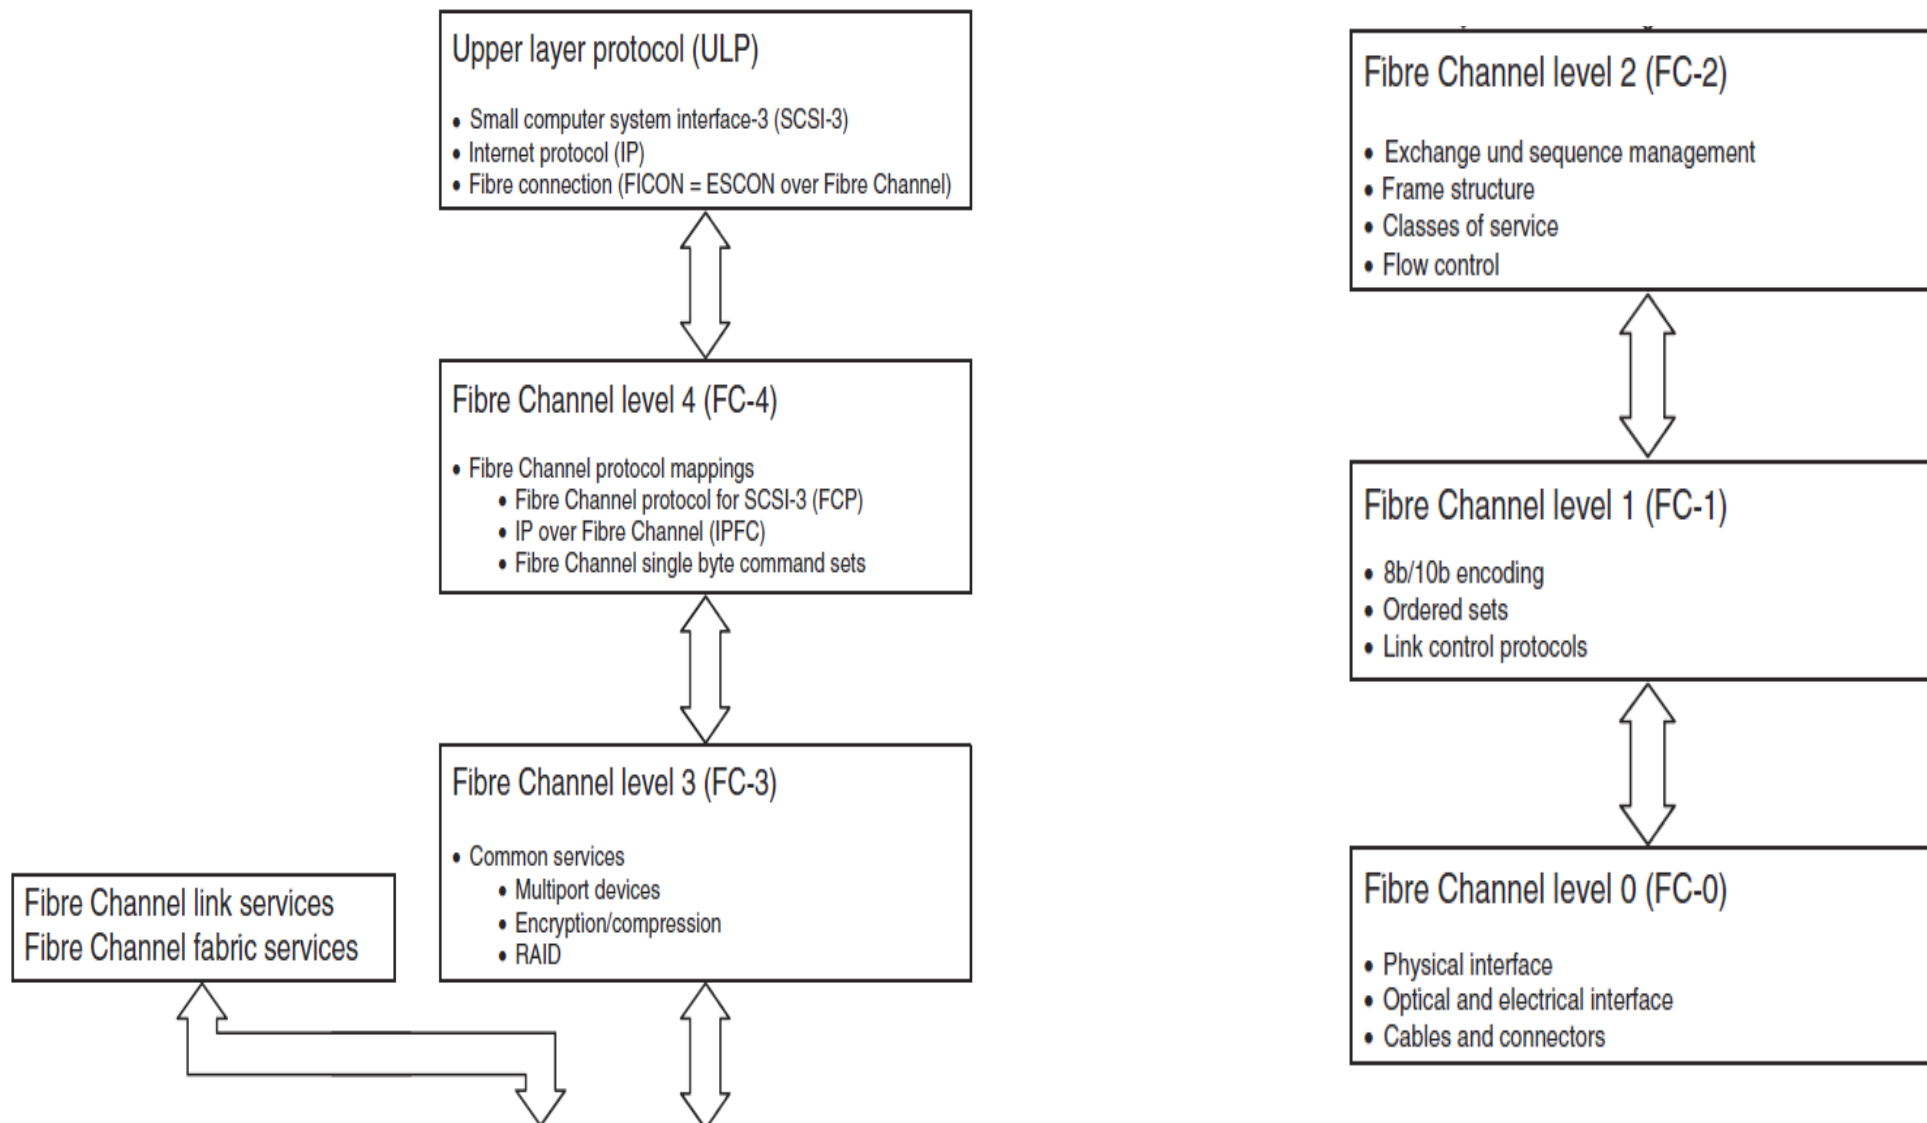 Upper layer protocol (ULP)
• Small computer system interface-3 (SCSI-3)
• Internet protocol (IP)
• Fibre connection (FICON = ESCON over Fibre Channel)
Fibre Channel level 4 (FC-4)
• Fibre Channel protocol mappings
• Fibre Channel protocol for SCSI-3 (FCP)
• IP over Fibre Channel (IPFC)
• Fibre Channel single byte command sets
Fibre Channel level 3 (FC-3)
• Common services
• Multiport devices
• Encryption/compression
• RAID
Fibre Channel link services
Fibre Channel fabric services
Fibre Channel level 2 (FC-2)
• Exchange und sequence management
• Frame structure
• Classes of service
• Flow control
Fibre Channel level 1 (FC-1)
• 8b/10b encoding
• Ordered sets
• Link control protocols
Fibre Channel level 0 (FC-0)
• Physical interface
• Optical and electrical interface
• Cables and connectors